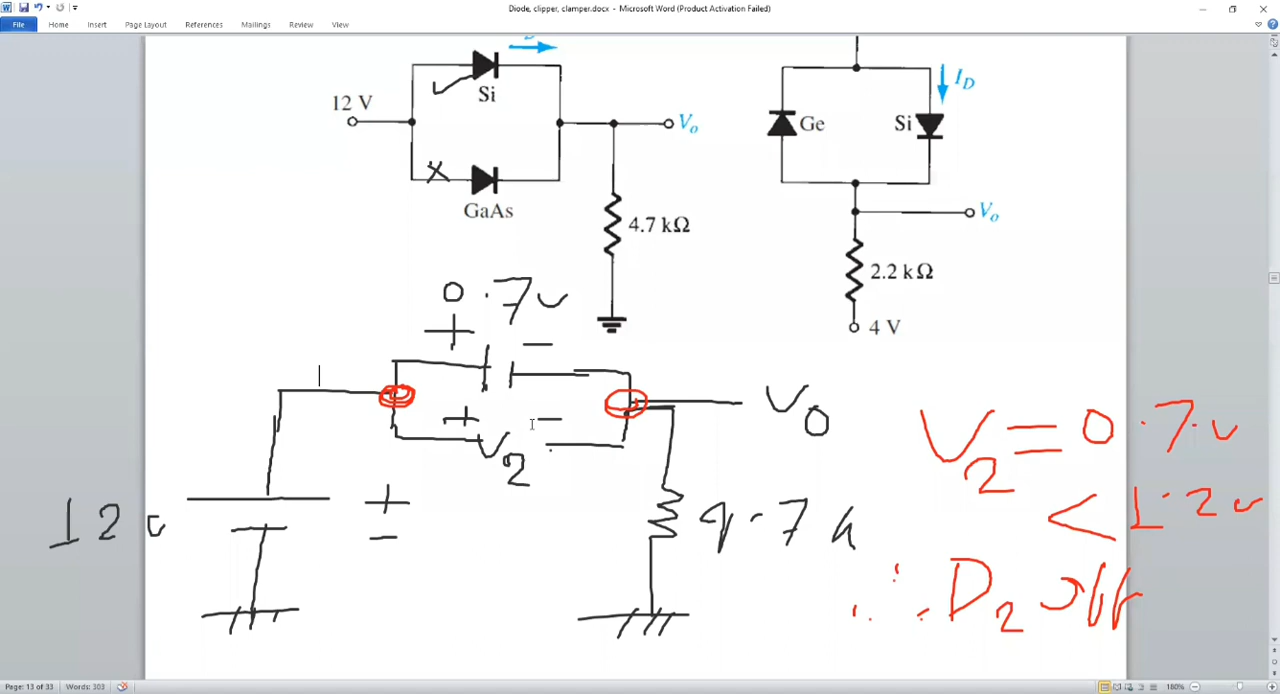 Diode, clipper, clamper.docx - Microsoft Word (Product Activation Failed)
File Home Insert Page Layout References Mailings Review View
12 V
Si
GaAs
Vo
4.7 kΩ
Ge
Si
ID
Vo
2.2 kΩ
4 V
0.7v
+ -
+ -
V2
Vo
12v
+
-
4.7k
V2 = 0.7v
< 1.2v
∴ D2 off
Page: 13 of 33 Words: 303 180%